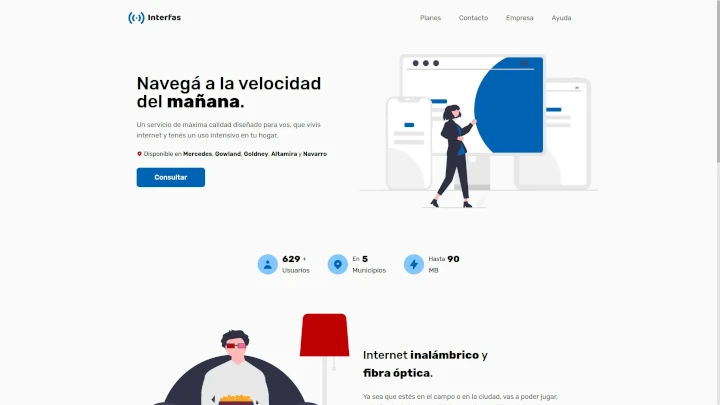 Interfas
Planes Contacto Empresa Ayuda
Navegá a la velocidad
del mañana.
Un servicio de máxima calidad diseñado para vos, que vivis
internet y tenés un uso intensivo en tu hogar.
Disponible en Mercedes, Gowland, Goldney, Altamira y Navarro
Consultar
629 +
Usuarios
En 5
Municipios
Hasta 90
MB
Internet inalámbrico y
fibra óptica.
Ya sea que estés en el campo o en la ciudad, vas a poder jugar,